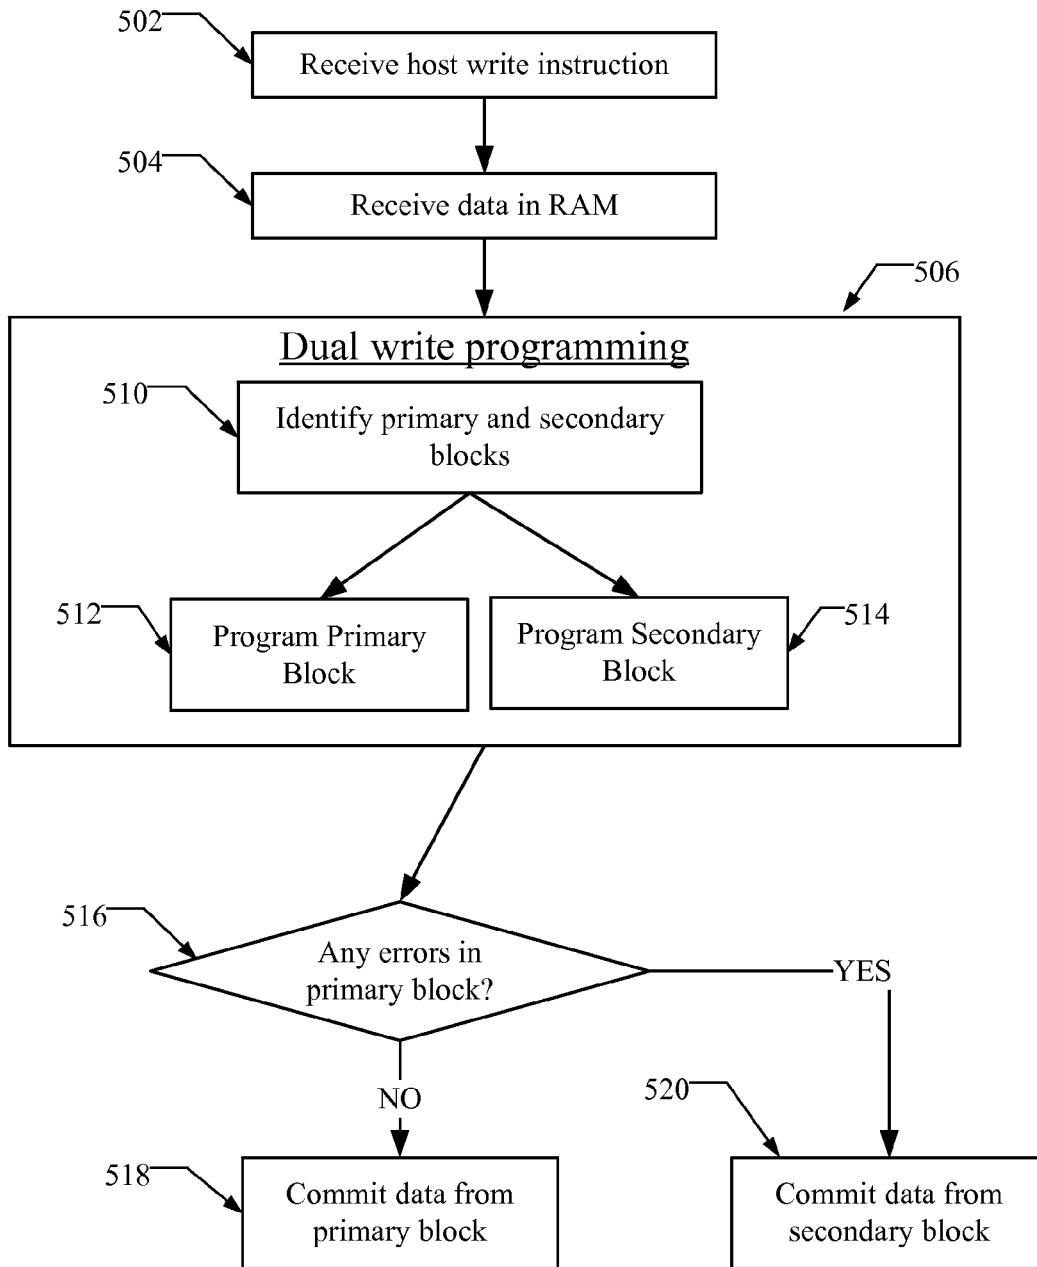 502
Receive host write instruction
504
Receive data in RAM
506
Dual write programming
510
Identify primary and secondary
blocks
512
Program Primary
Block
Program Secondary
Block
514
516
Any errors in
primary block?
YES
NO
520
518
Commit data from
primary block
Commit data from
secondary block